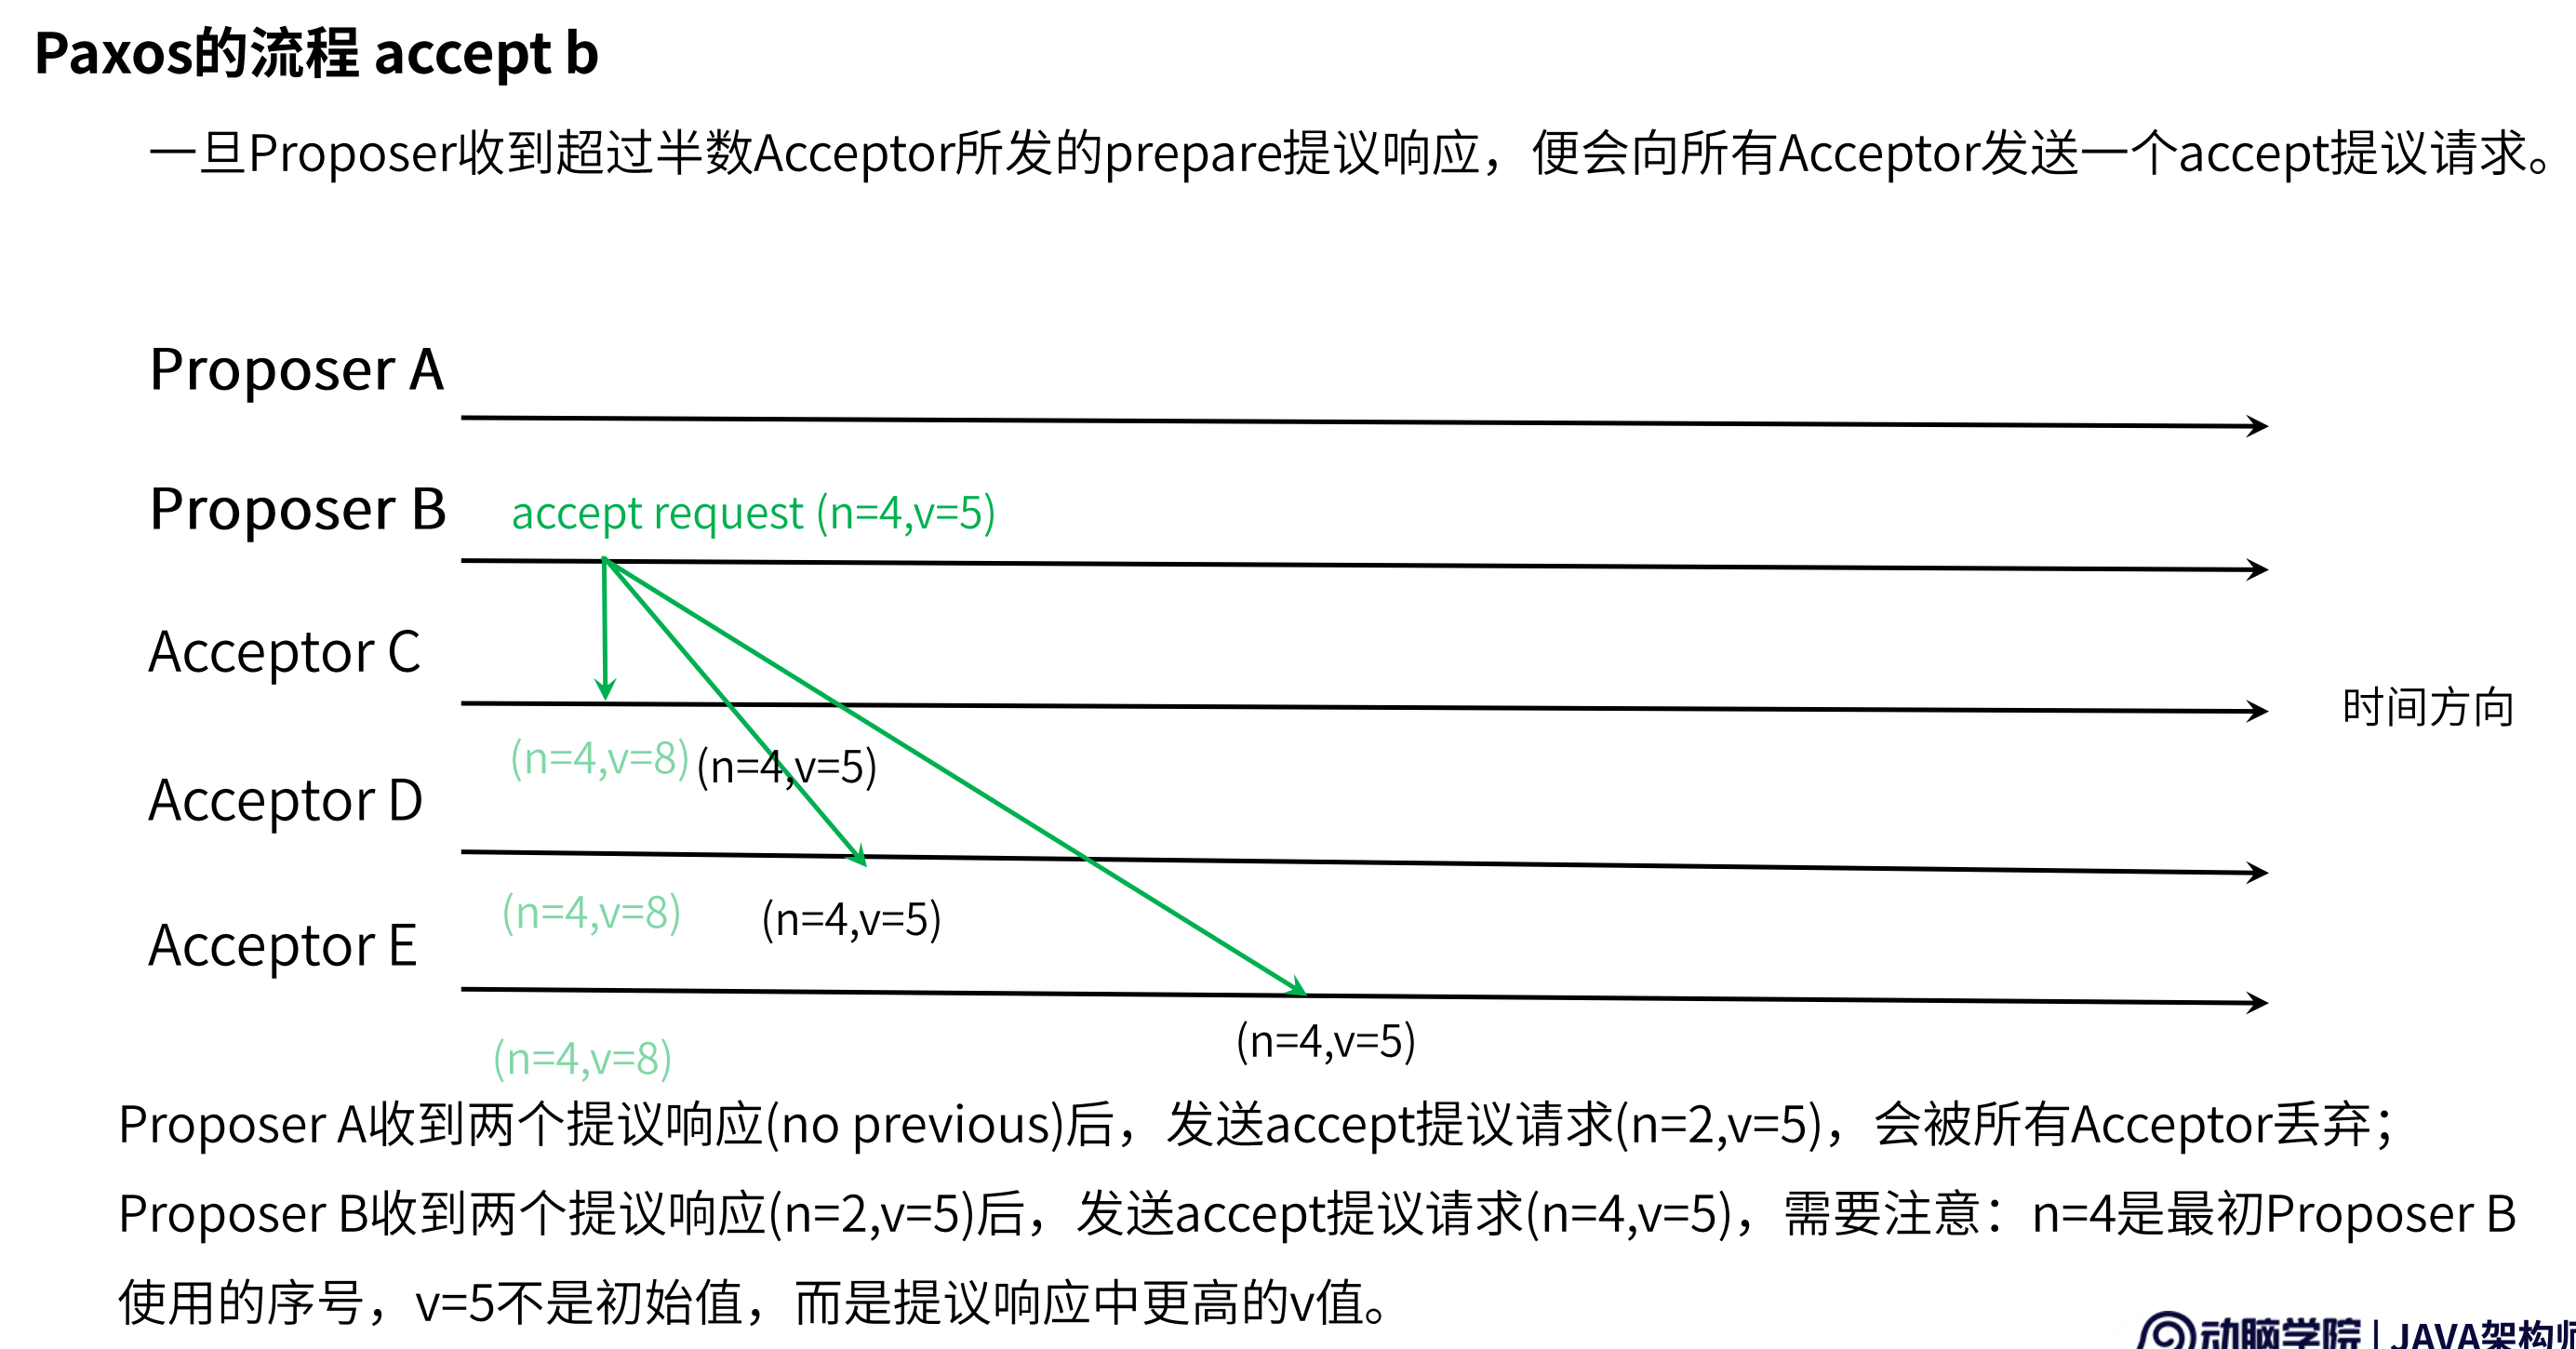 Paxos的流程 accept b
一旦Proposer收到超过半数Acceptor所发的prepare提议响应，便会向所有Acceptor发送一个accept提议请求。
Proposer A
Proposer B
accept request (n=4,v=5)
Acceptor C
时间方向
(n=4,v=8)
(n=4,v=5)
Acceptor D
(n=4,v=8)
(n=4,v=5)
Acceptor E
(n=4,v=5)
(n=4,v=8)
Proposer A收到两个提议响应(no previous)后，发送accept提议请求(n=2,v=5)，会被所有Acceptor丢弃；
Proposer B收到两个提议响应(n=2,v=5)后，发送accept提议请求(n=4,v=5)，需要注意：n=4是最初Proposer B
使用的序号，v=5不是初始值，而是提议响应中更高的v值。
动脑学院 | JAVA架构师